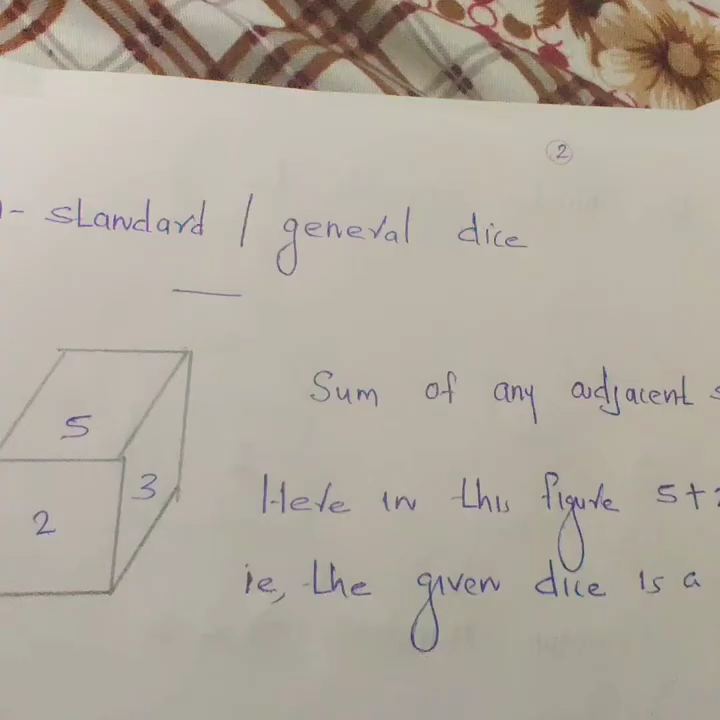 2
- standard / general dice
Sum of any adjacent
5
Here in this figure 5+
3
2
ie, the given dice is a